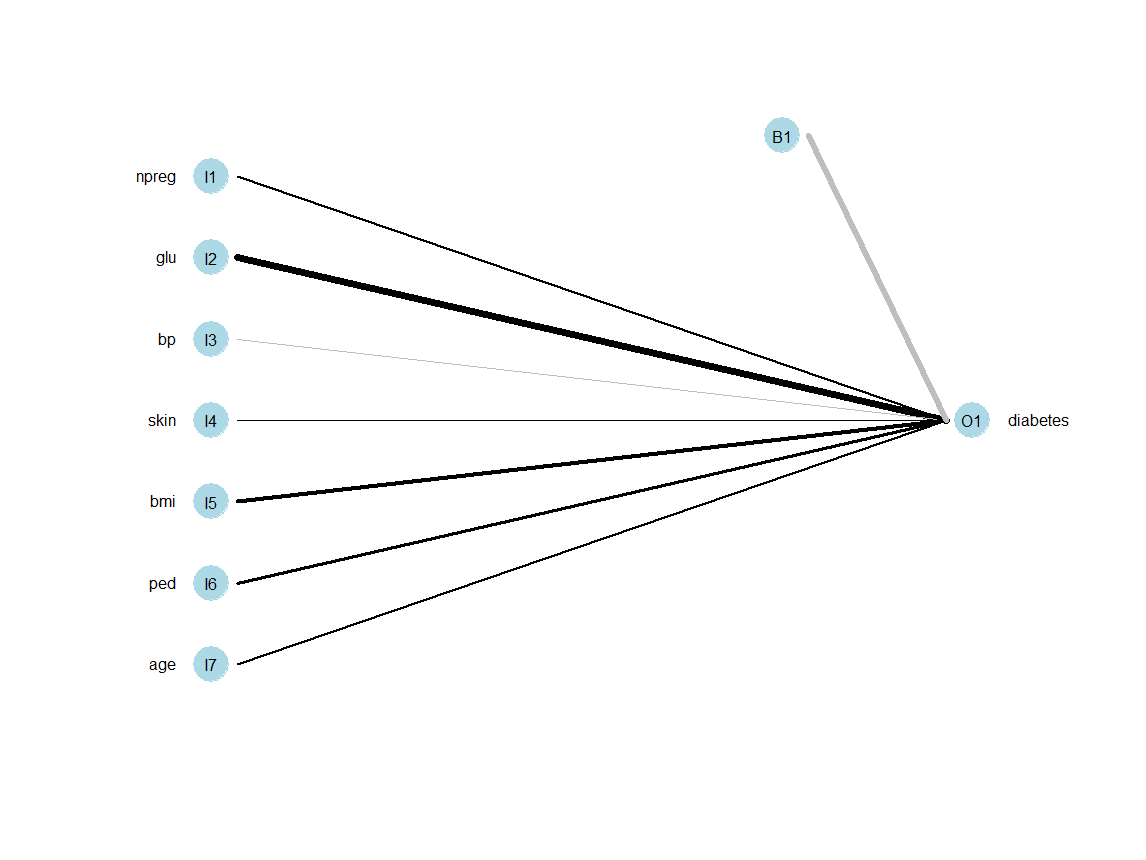 B1
npreg I1
glu I2
bp I3
skin I4
O1 diabetes
bmi I5
ped I6
age I7